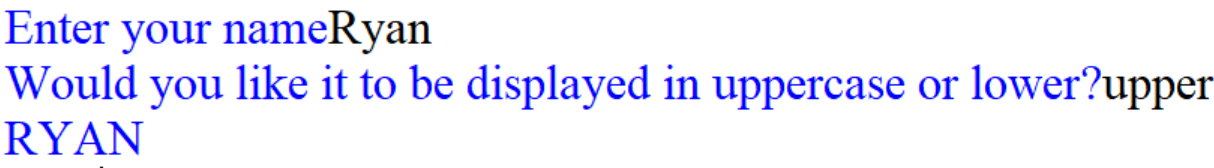 Enter your nameRyan
Would you like it to be displayed in uppercase or lower?upper
RYAN